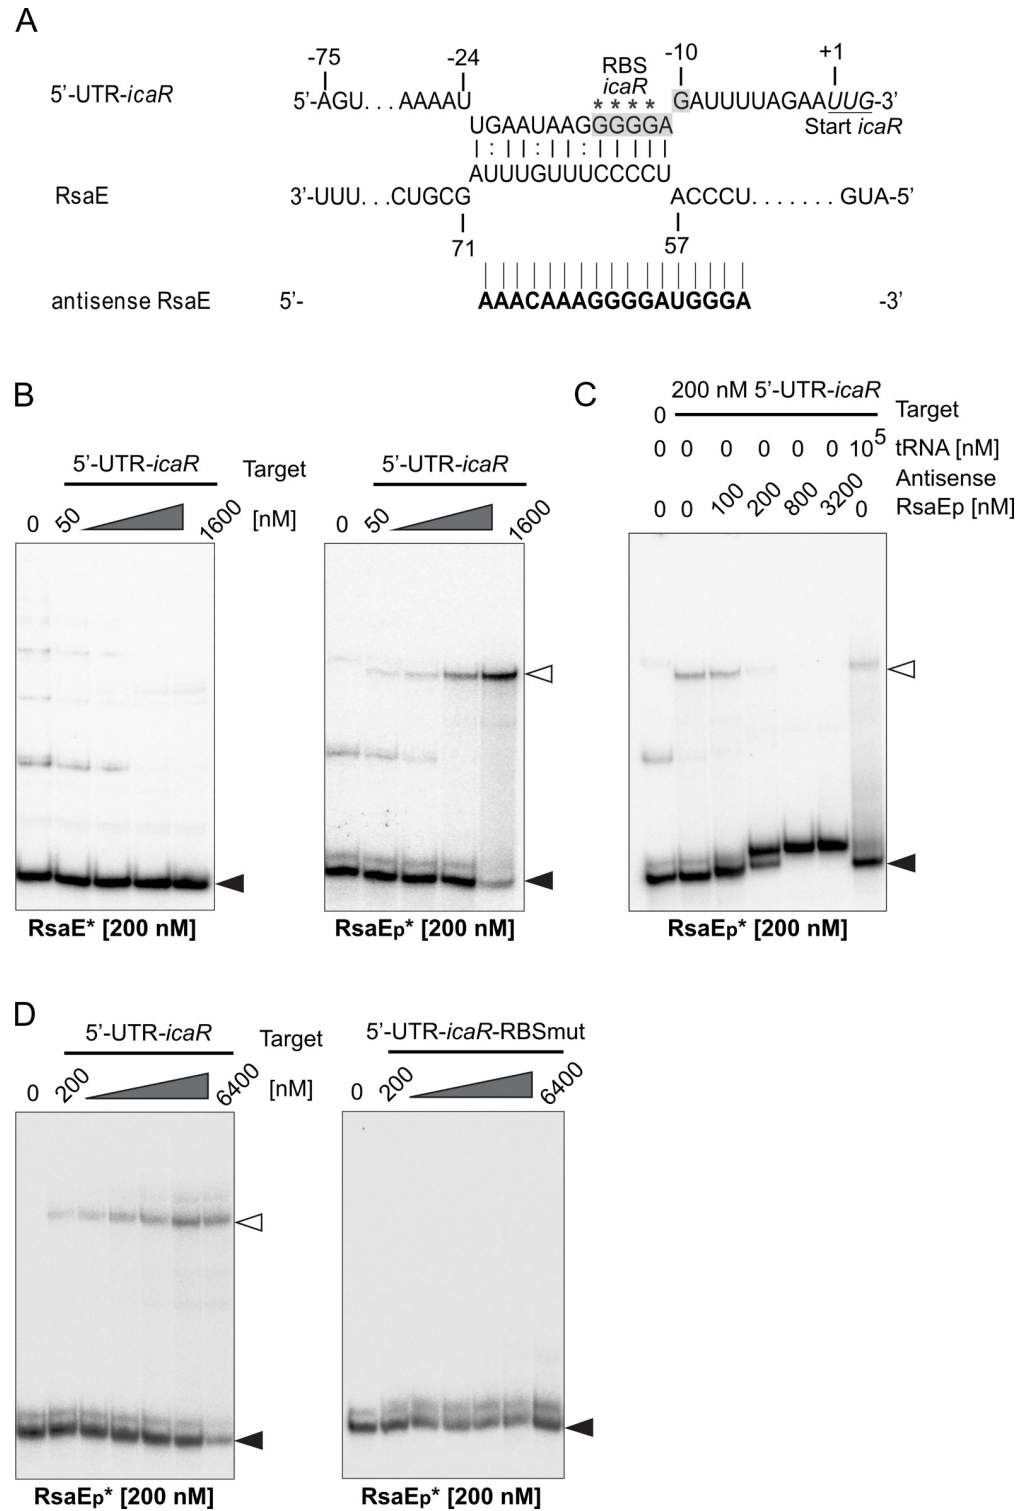 A
-75 -24 RBS -10 +1
icaR
5’-UTR-icaR 5’-AGU...AAAAU * * * * GAUUUUAGAAUUG-3’
UGAAUAAGGGGGA Start icaR
| : | | : | | : | | | | |
AUUUGUUUCCCCU
RsaE 3’-UUU...CUGCG ACCCU.......GUA-5’
71 57
antisense RsaE 5’- AAACAAAGGGGAUGGGA -3’
B
5’-UTR-icaR Target 5’-UTR-icaR
0 50 1600 [nM] 0 50 1600
RsaE* [200 nM] RsaEp* [200 nM]
C
200 nM 5’-UTR-icaR
0 Target
0 0 0 0 0 0 10^5 tRNA [nM]
Antisense
0 0 100 200 800 3200 0 RsaEp [nM]
RsaEp* [200 nM]
D
5’-UTR-icaR Target 5’-UTR-icaR-RBSmut
0 200 6400 [nM] 0 200 6400
RsaEp* [200 nM] RsaEp* [200 nM]